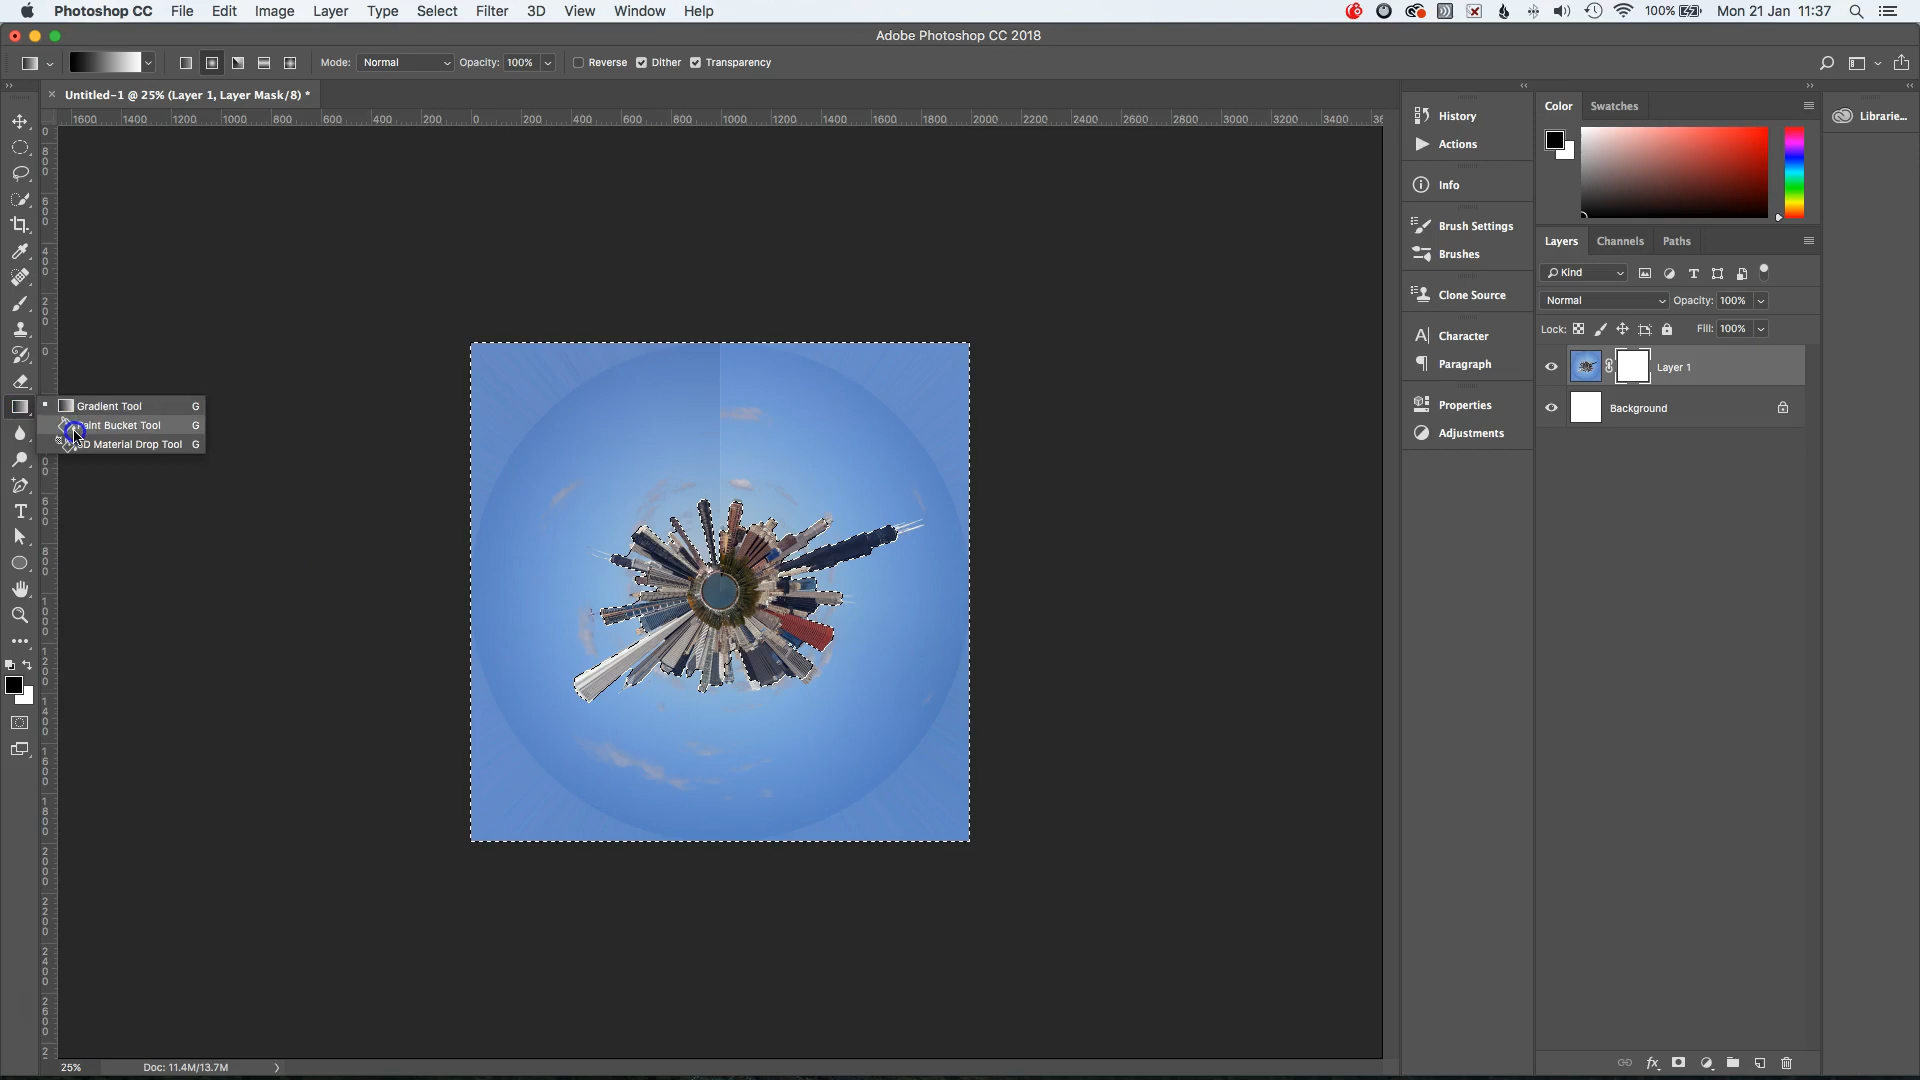 Photoshop CC File Edit Image Layer Type Select Filter 3D View Window Help 100% Mon 21 Jan 11:37
Adobe Photoshop CC 2018
Mode: Normal Opacity: 100% Reverse Dither Transparency
Untitled-1 @ 25% (Layer 1, Layer Mask/8) *
1600 1400 1200 1000 800 600 400 200 0 200 400 600 800 1000 1200 1400 1600 1800 2000 2200 2400 2600 2800 3000 3200 3400
History
Actions
Info
Brush Settings
Brushes
Clone Source
Character
Paragraph
Properties
Adjustments
Color Swatches
Librarie...
Layers Channels Paths
Kind
Normal Opacity: 100%
Lock: Fill: 100%
Layer 1
Background
Gradient Tool G
Paint Bucket Tool G
3D Material Drop Tool G
25% Doc: 11.4M/13.7M